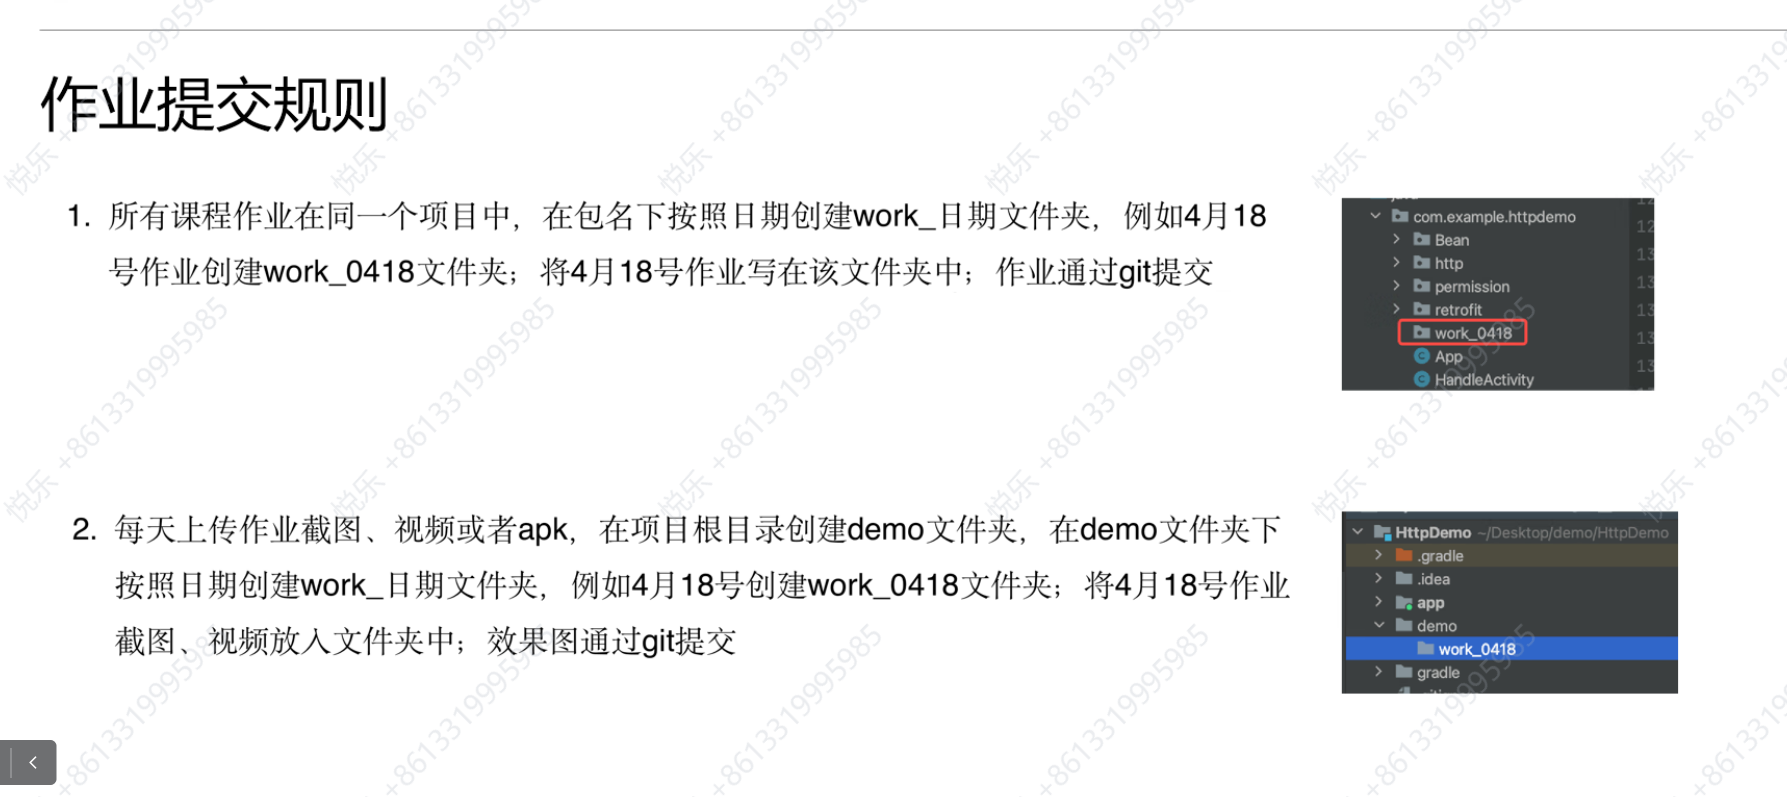 作业提交规则
1. 所有课程作业在同一个项目中，在包名下按照日期创建work_日期文件夹，例如4月18
号作业创建work_0418文件夹；将4月18号作业写在该文件夹中；作业通过git提交
com.example.httpdemo
Bean
http
permission
retrofit
work_0418
App
HandleActivity
2. 每天上传作业截图、视频或者apk，在项目根目录创建demo文件夹，在demo文件夹下
按照日期创建work_日期文件夹，例如4月18号创建work_0418文件夹；将4月18号作业
截图、视频放入文件夹中；效果图通过git提交
HttpDemo ~/Desktop/demo/HttpDemo
.gradle
.idea
app
demo
work_0418
gradle
悦乐 +8613319995985